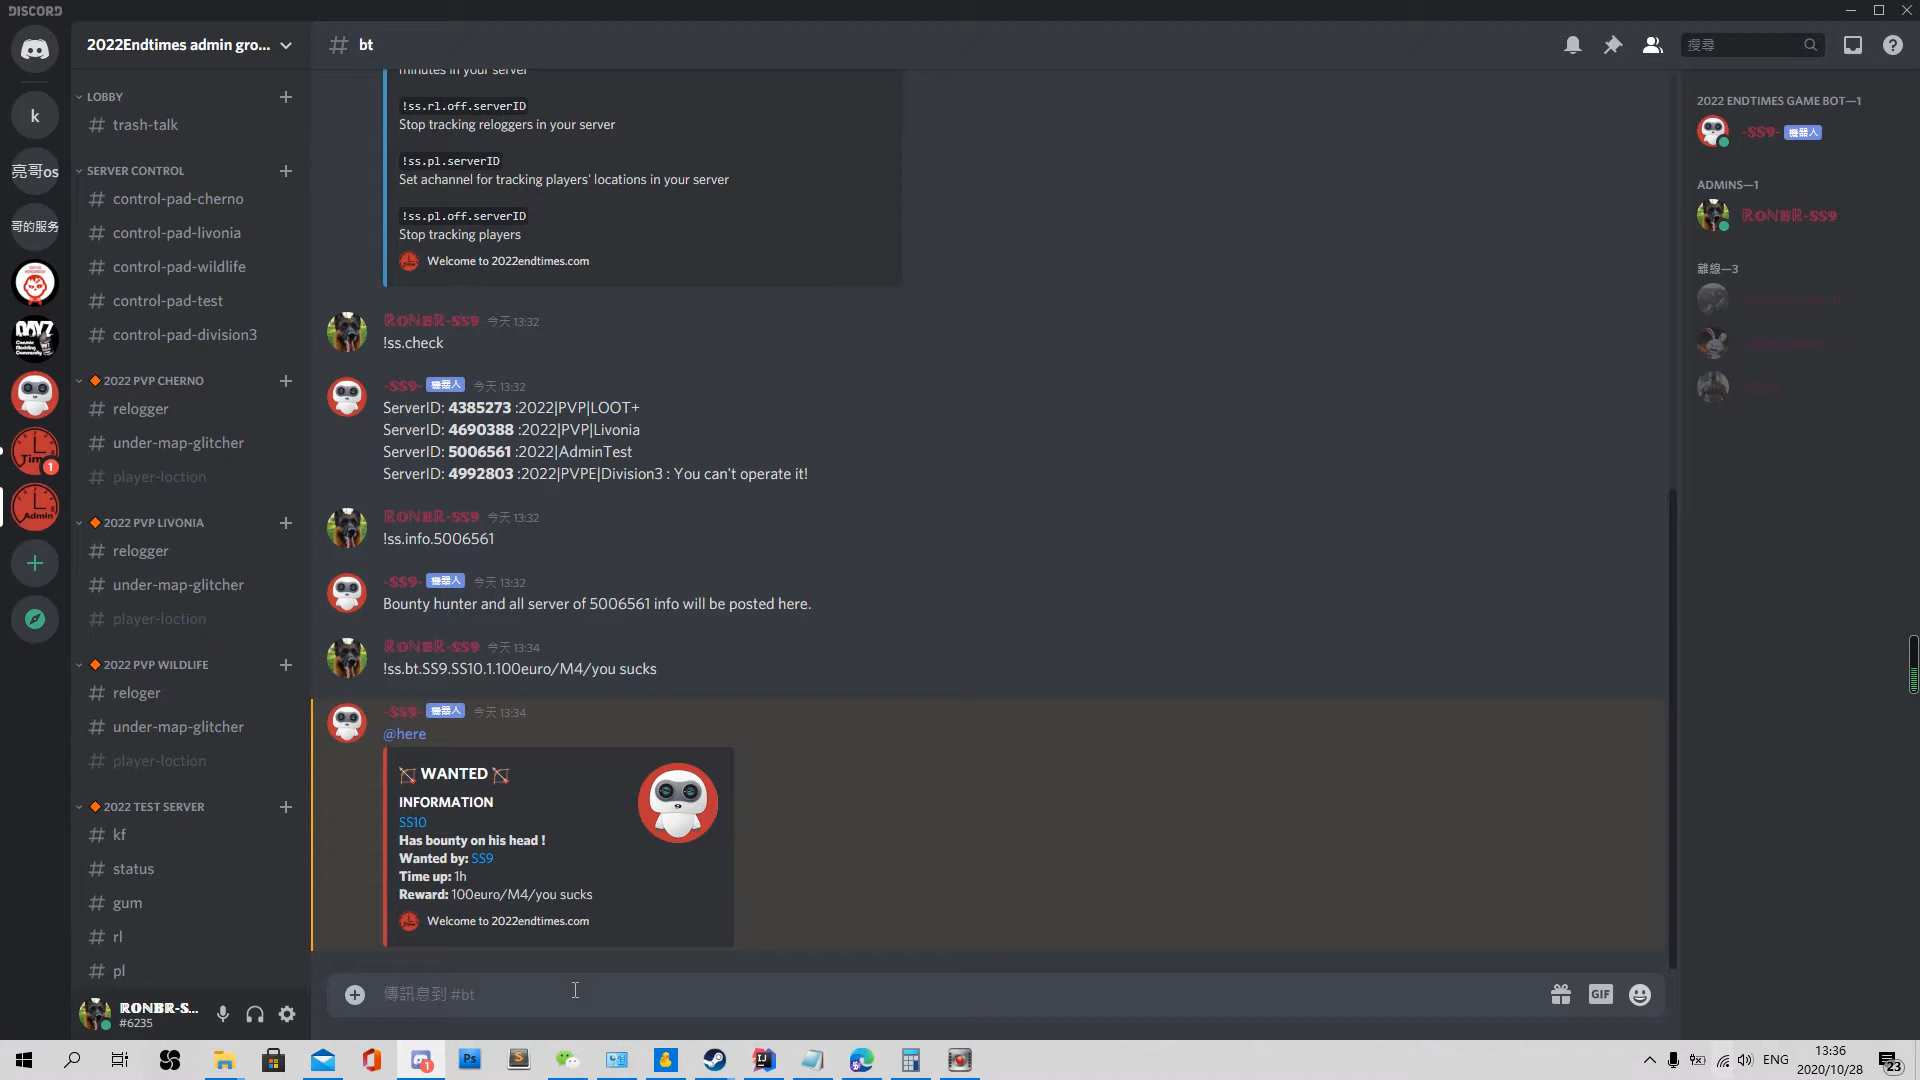 DISCORD
2022Endtimes admin gro...
bt
搜尋
k
亮哥os
哥的服务
DAYZ
Time
1
Admin
LOBBY
trash-talk
SERVER CONTROL
control-pad-cherno
control-pad-livonia
control-pad-wildlife
control-pad-test
control-pad-division3
2022 PVP CHERNO
relogger
under-map-glitcher
player-loction
2022 PVP LIVONIA
relogger
under-map-glitcher
player-loction
2022 PVP WILDLIFE
reloger
under-map-glitcher
player-loction
2022 TEST SERVER
kf
status
gum
rl
pl
RONBR-S...
#6235
minutes in your server
!ss.rl.off.serverID
Stop tracking reloggers in your server
!ss.pl.serverID
Set achannel for tracking players' locations in your server
!ss.pl.off.serverID
Stop tracking players
Welcome to 2022endtimes.com
RONBR-SS9 今天 13:32
!ss.check
-SS9- 機器人 今天 13:32
ServerID: 4385273 :2022|PVP|LOOT+
ServerID: 4690388 :2022|PVP|Livonia
ServerID: 5006561 :2022|AdminTest
ServerID: 4992803 :2022|PVPE|Division3 : You can't operate it!
RONBR-SS9 今天 13:32
!ss.info.5006561
-SS9- 機器人 今天 13:32
Bounty hunter and all server of 5006561 info will be posted here.
RONBR-SS9 今天 13:34
!ss.bt.SS9.SS10.1.100euro/M4/you sucks
-SS9- 機器人 今天 13:34
@here
WANTED
INFORMATION
SS10
Has bounty on his head !
Wanted by: SS9
Time up: 1h
Reward: 100euro/M4/you sucks
Welcome to 2022endtimes.com
傳訊息到 #bt
GIF
2022 ENDTIMES GAME BOT—1
-SS9- 機器人
ADMINS—1
RONBR-SS9
離線—3
Ps
S
IJ
1
ENG
13:36
2020/10/28
23